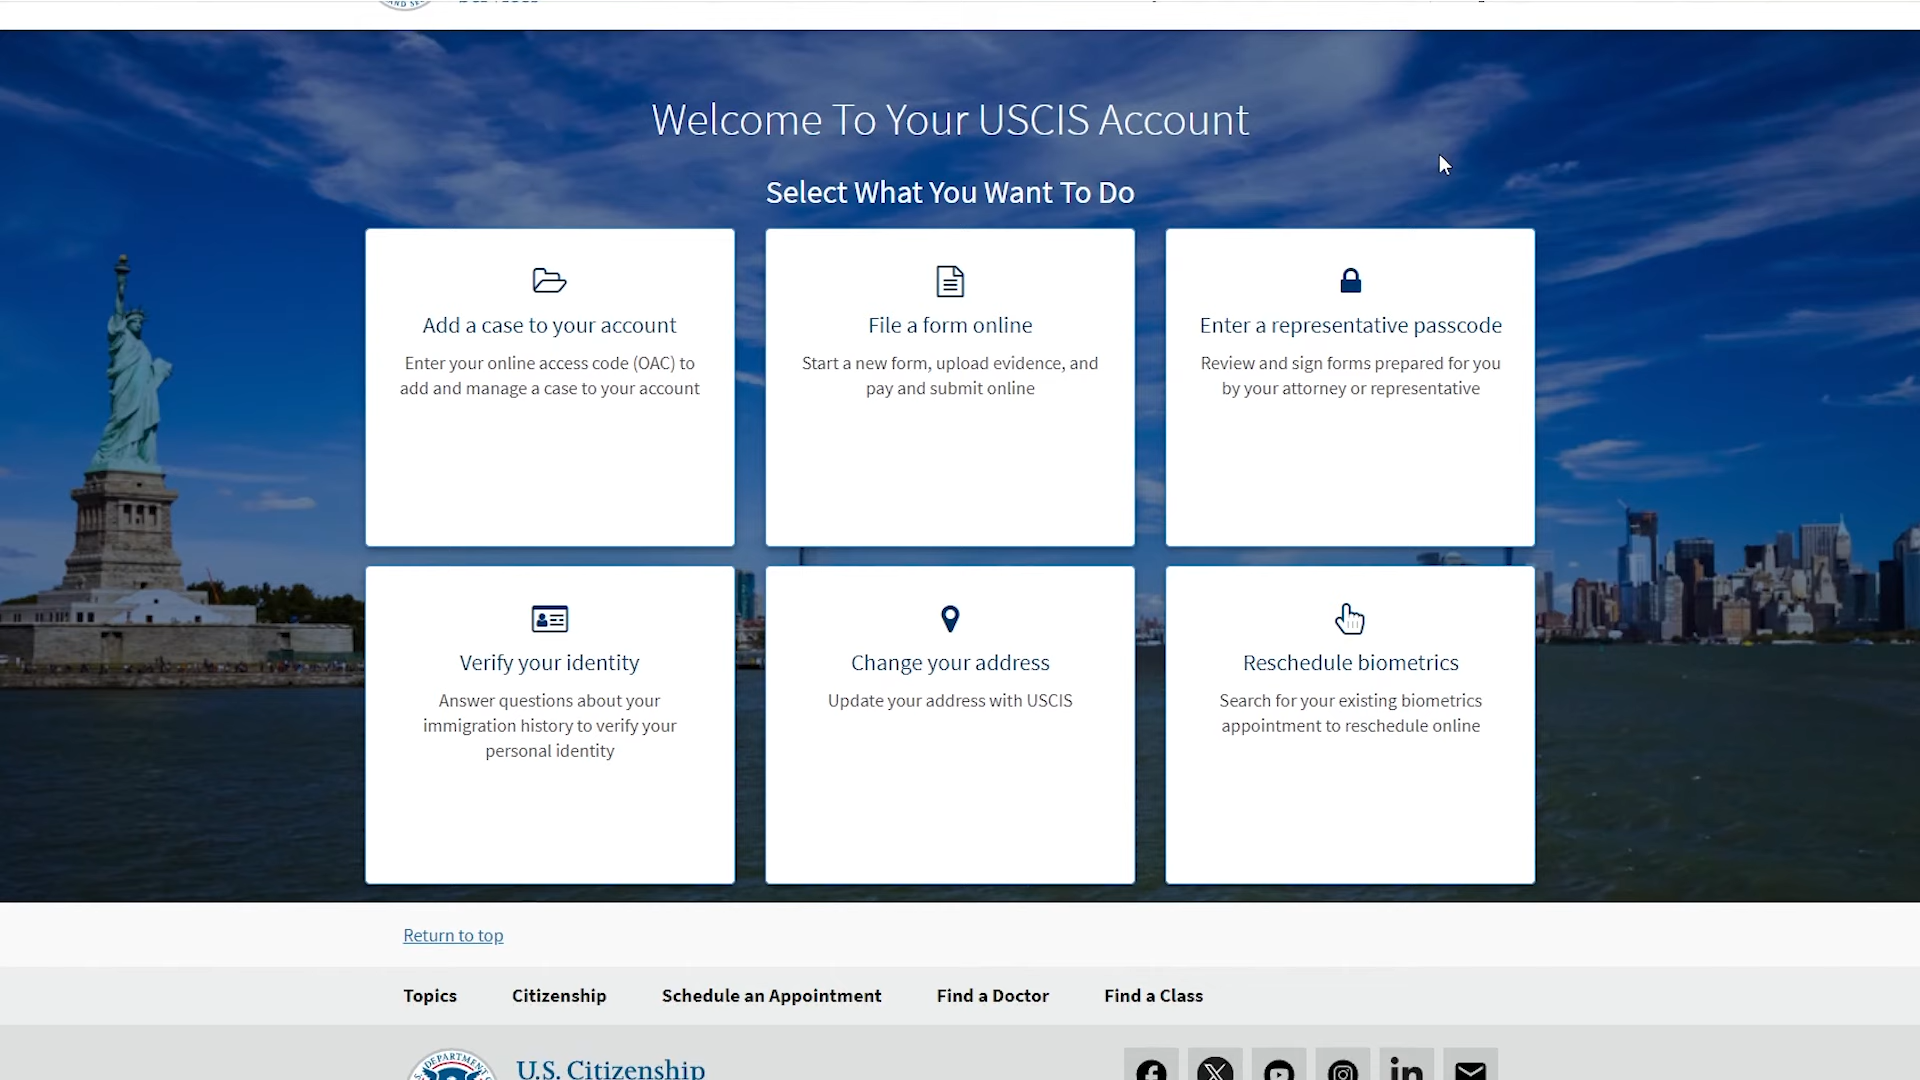 Welcome To Your USCIS Account
Select What You Want To Do
Add a case to your account
Enter your online access code (OAC) to
add and manage a case to your account
File a form online
Start a new form, upload evidence, and
pay and submit online
Enter a representative passcode
Review and sign forms prepared for you
by your attorney or representative
Verify your identity
Answer questions about your
immigration history to verify your
personal identity
Change your address
Update your address with USCIS
Reschedule biometrics
Search for your existing biometrics
appointment to reschedule online
Return to top
Topics
Citizenship
Schedule an Appointment
Find a Doctor
Find a Class
DEPARTMENT
U.S. Citizenship